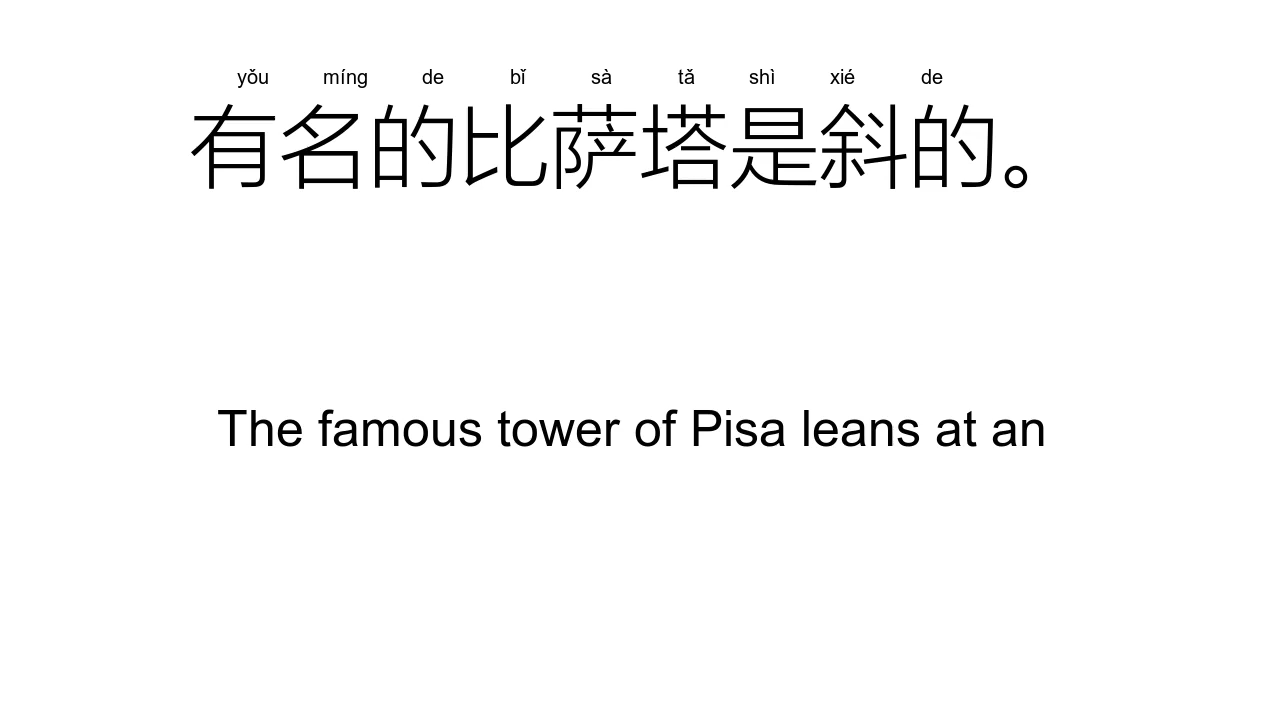 yǒu míng de bǐ sà tǎ shì xié de
有名的比萨塔是斜的。
The famous tower of Pisa leans at an